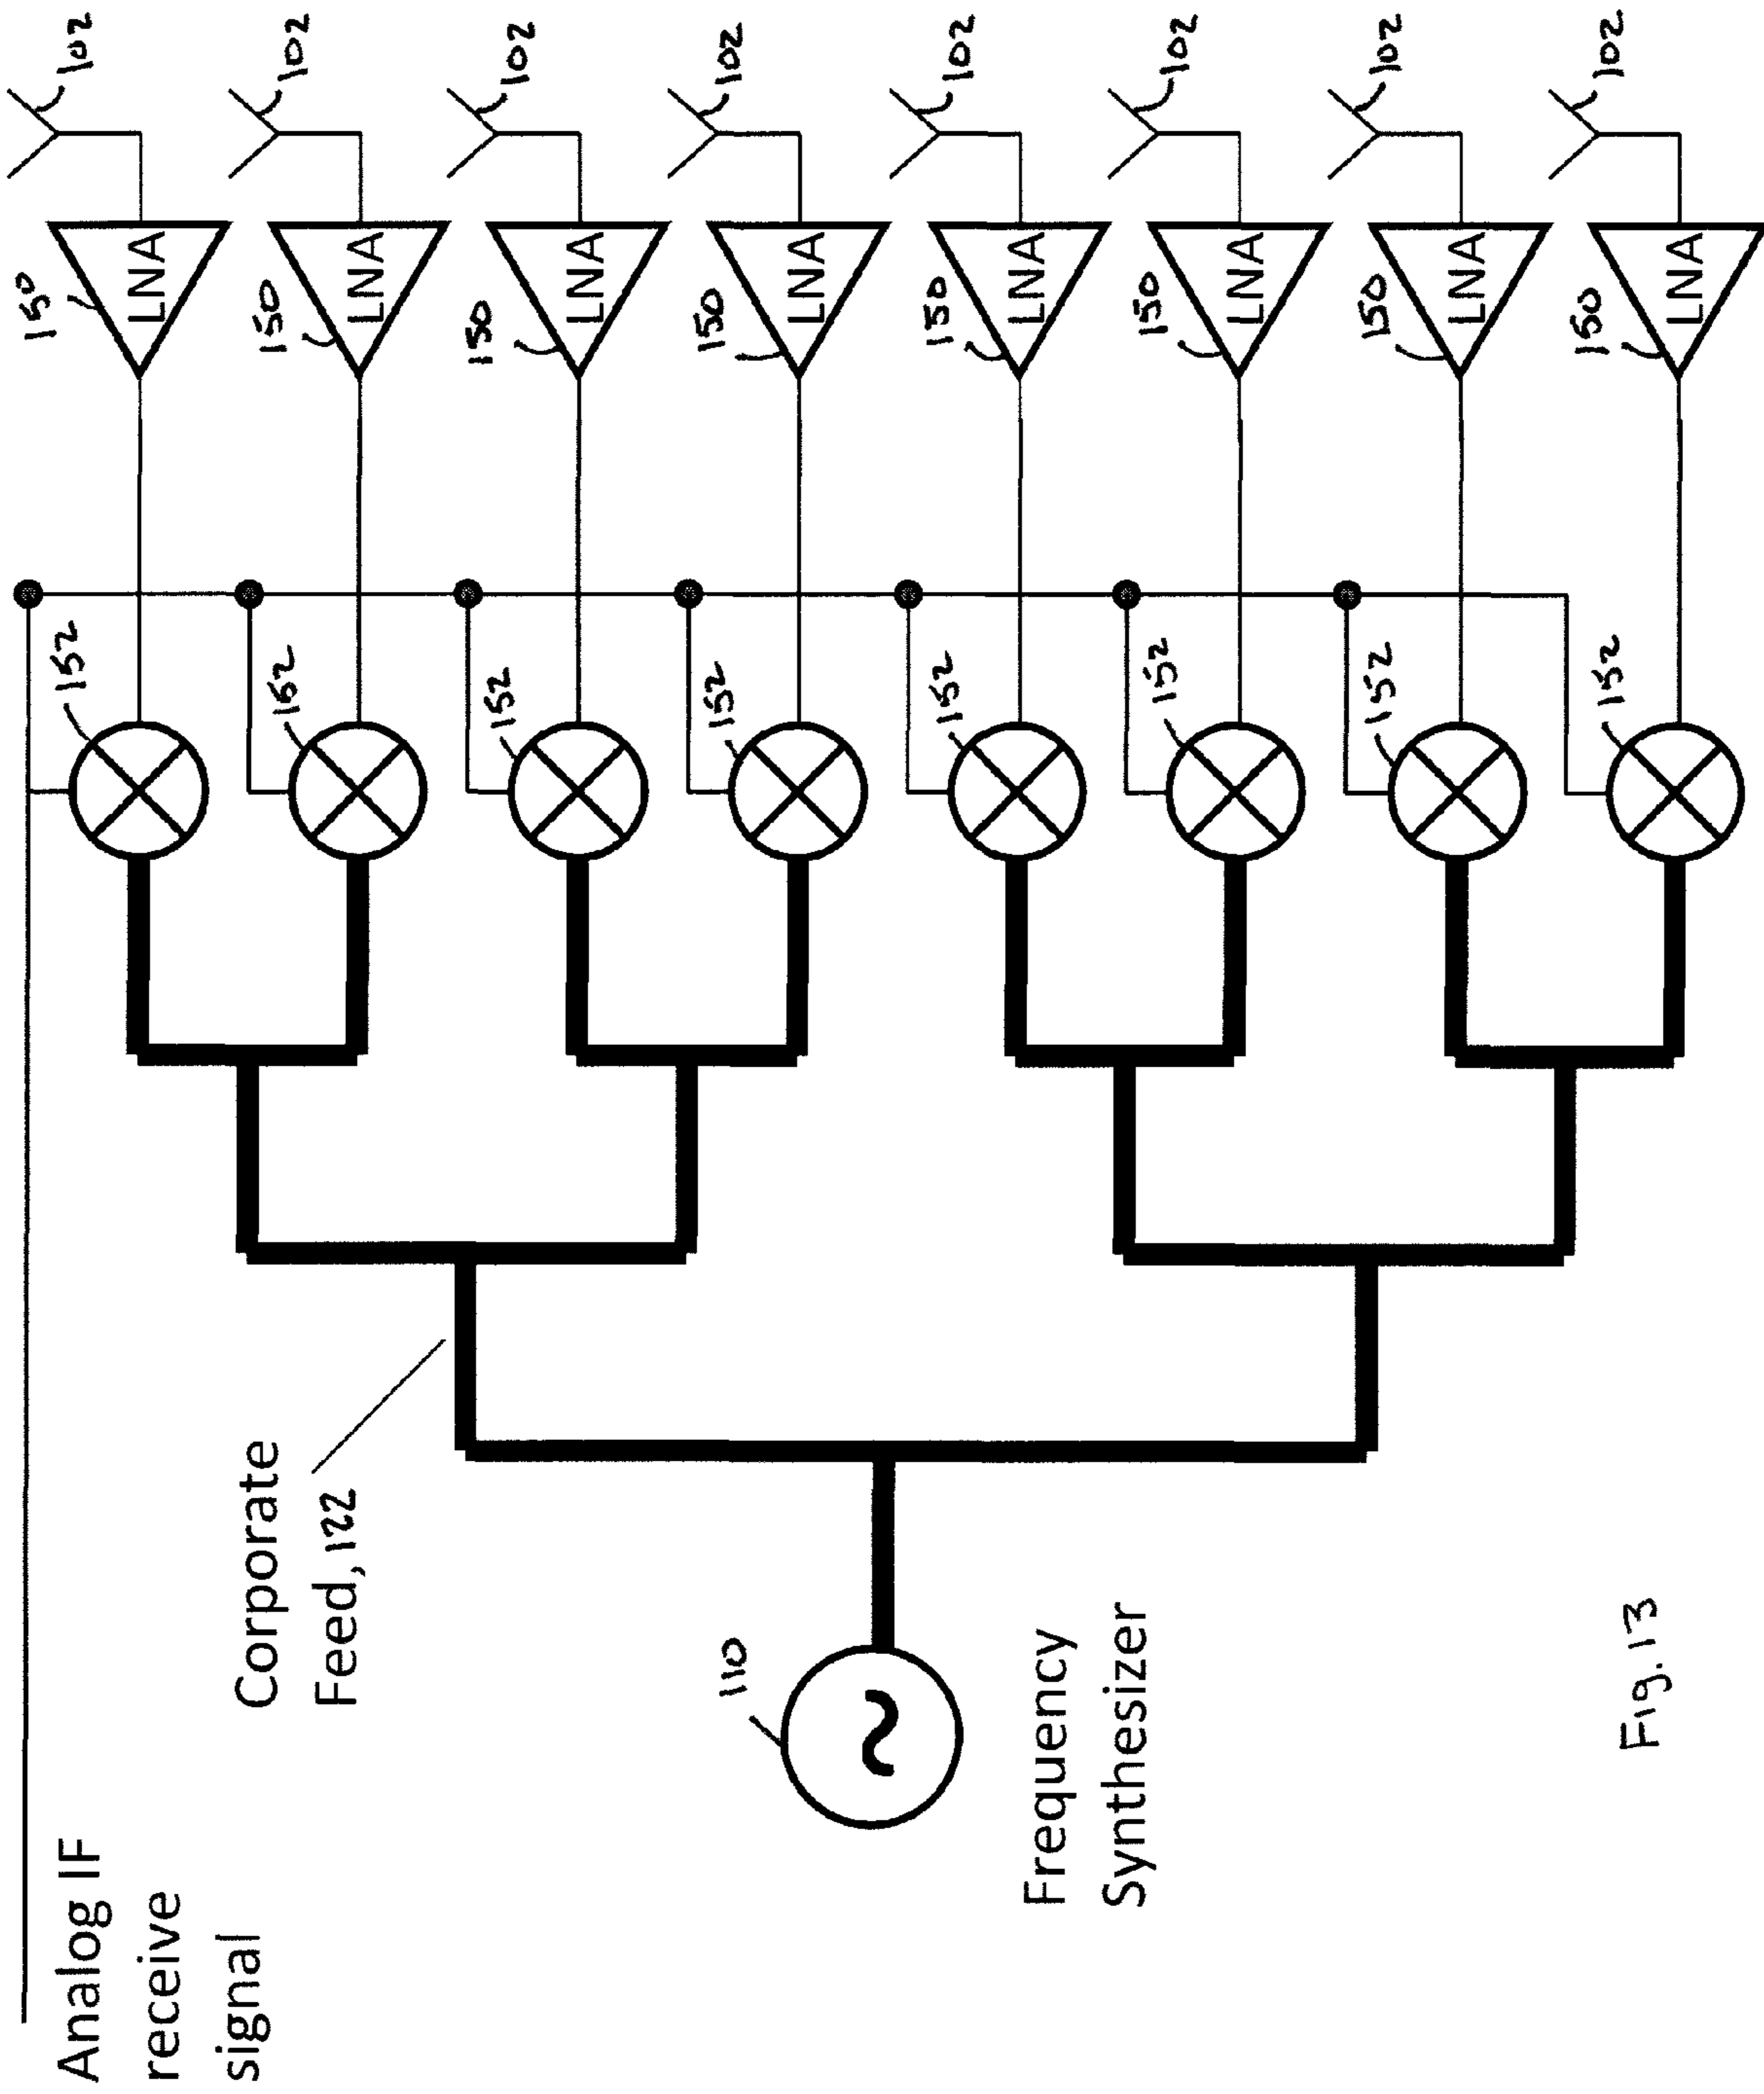 102
102
102
102
102
102
102
102
LNA
LNA
LNA
LNA
LNA
LNA
LNA
LNA
150
150
150
150
150
150
150
150
152
152
152
152
152
152
152
152
Corporate
Feed, 122
110
Frequency
Synthesizer
Analog IF
receive
signal
Fig. 13